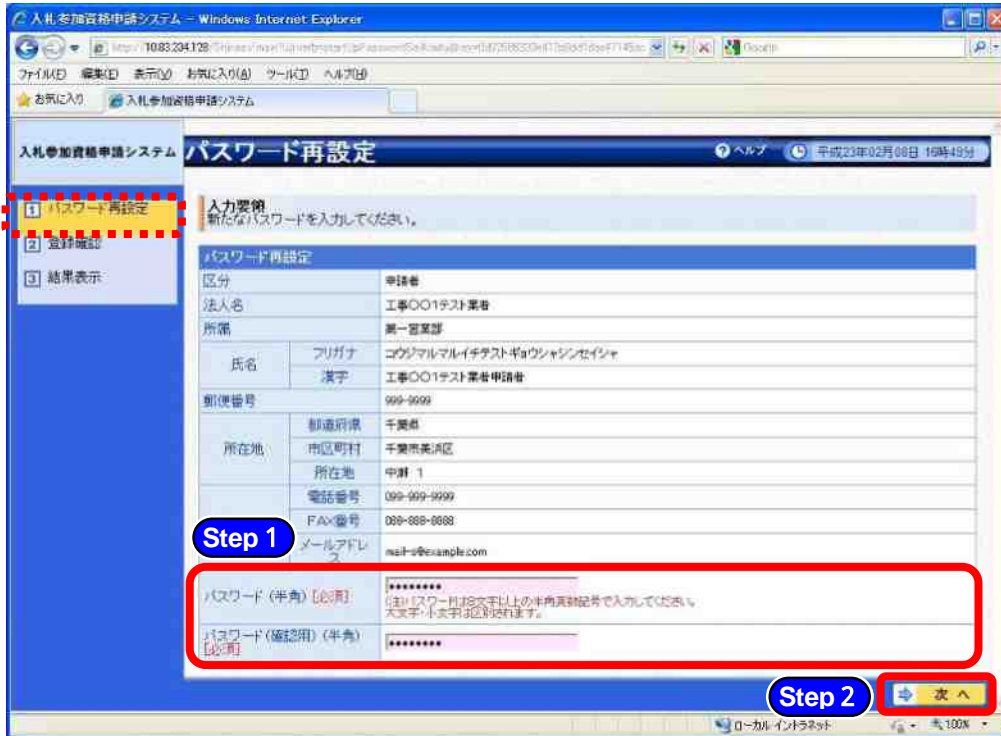 入札参加資格申請システム - Windows Internet Explorer
ファイル(F) 編集(E) 表示(V) お気に入り(A) ツール(T) ヘルプ(H)
お気に入り 入札参加資格申請システム
入札参加資格申請システム
パスワード再設定
ヘルプ 平成23年02月08日 16時49分
1 パスワード再設定
2 登録確認
3 結果表示
入力要領
新たなパスワードを入力してください。
パスワード再設定
区分 申請者
法人名 工事〇〇1テスト業者
所属 第一営業部
氏名 フリガナ コウジマルマルイチテストギョウシャシンセイシャ
漢字 工事〇〇1テスト業者申請者
郵便番号 999-9999
所在地 都道府県 千葉県
市区町村 千葉市美浜区
所在地 中瀬 1
電話番号 099-999-9999
FAX番号 088-888-8888
Step 1
メールアドレス mail-s@example.com
パスワード (半角) [必須] ••••••••
(注)パスワードは8文字以上の半角英数記号で入力してください。
大文字・小文字は区別されます。
パスワード(確認用) (半角)
[必須] ••••••••
Step 2 次へ
ローカル イントラネット 100%